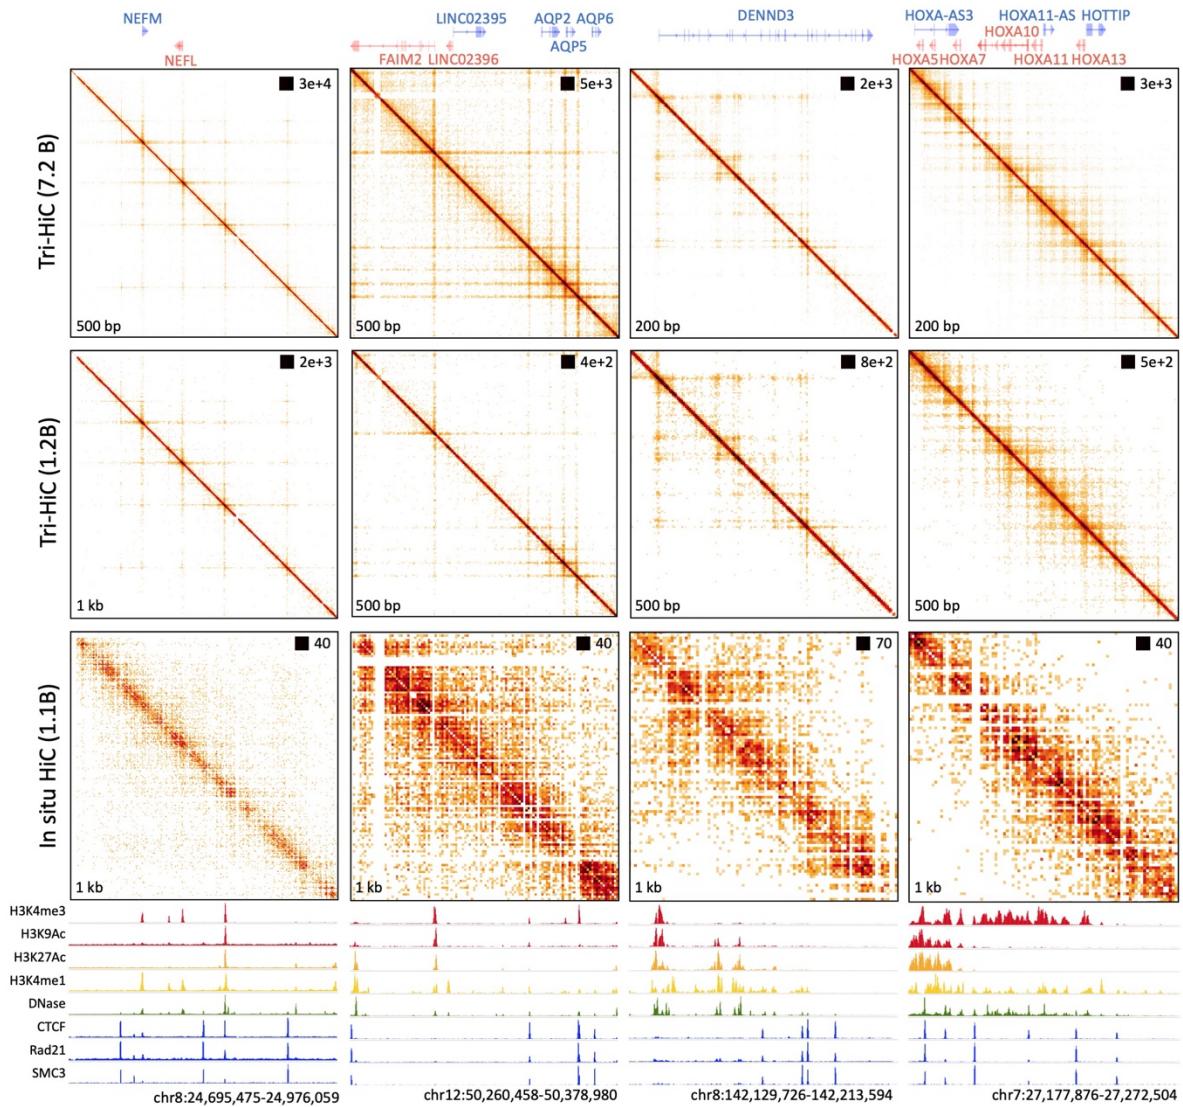 NEFM
NEFL
LINC02395 AQP2 AQP6
AQP5
FAIM2 LINC02396
DENND3
HOXA-AS3 HOXA11-AS HOTTIP
HOXA10
HOXA5 HOXA7 HOXA11 HOXA13
Tri-HiC (7.2 B)
3e+4
500 bp
5e+3
500 bp
2e+3
200 bp
3e+3
200 bp
Tri-HiC (1.2B)
2e+3
1 kb
4e+2
500 bp
8e+2
500 bp
5e+2
500 bp
In situ HiC (1.1B)
40
1 kb
40
1 kb
70
1 kb
40
1 kb
H3K4me3
H3K9Ac
H3K27Ac
H3K4me1
DNase
CTCF
Rad21
SMC3
chr8:24,695,475-24,976,059
chr12:50,260,458-50,378,980
chr8:142,129,726-142,213,594
chr7:27,177,876-27,272,504